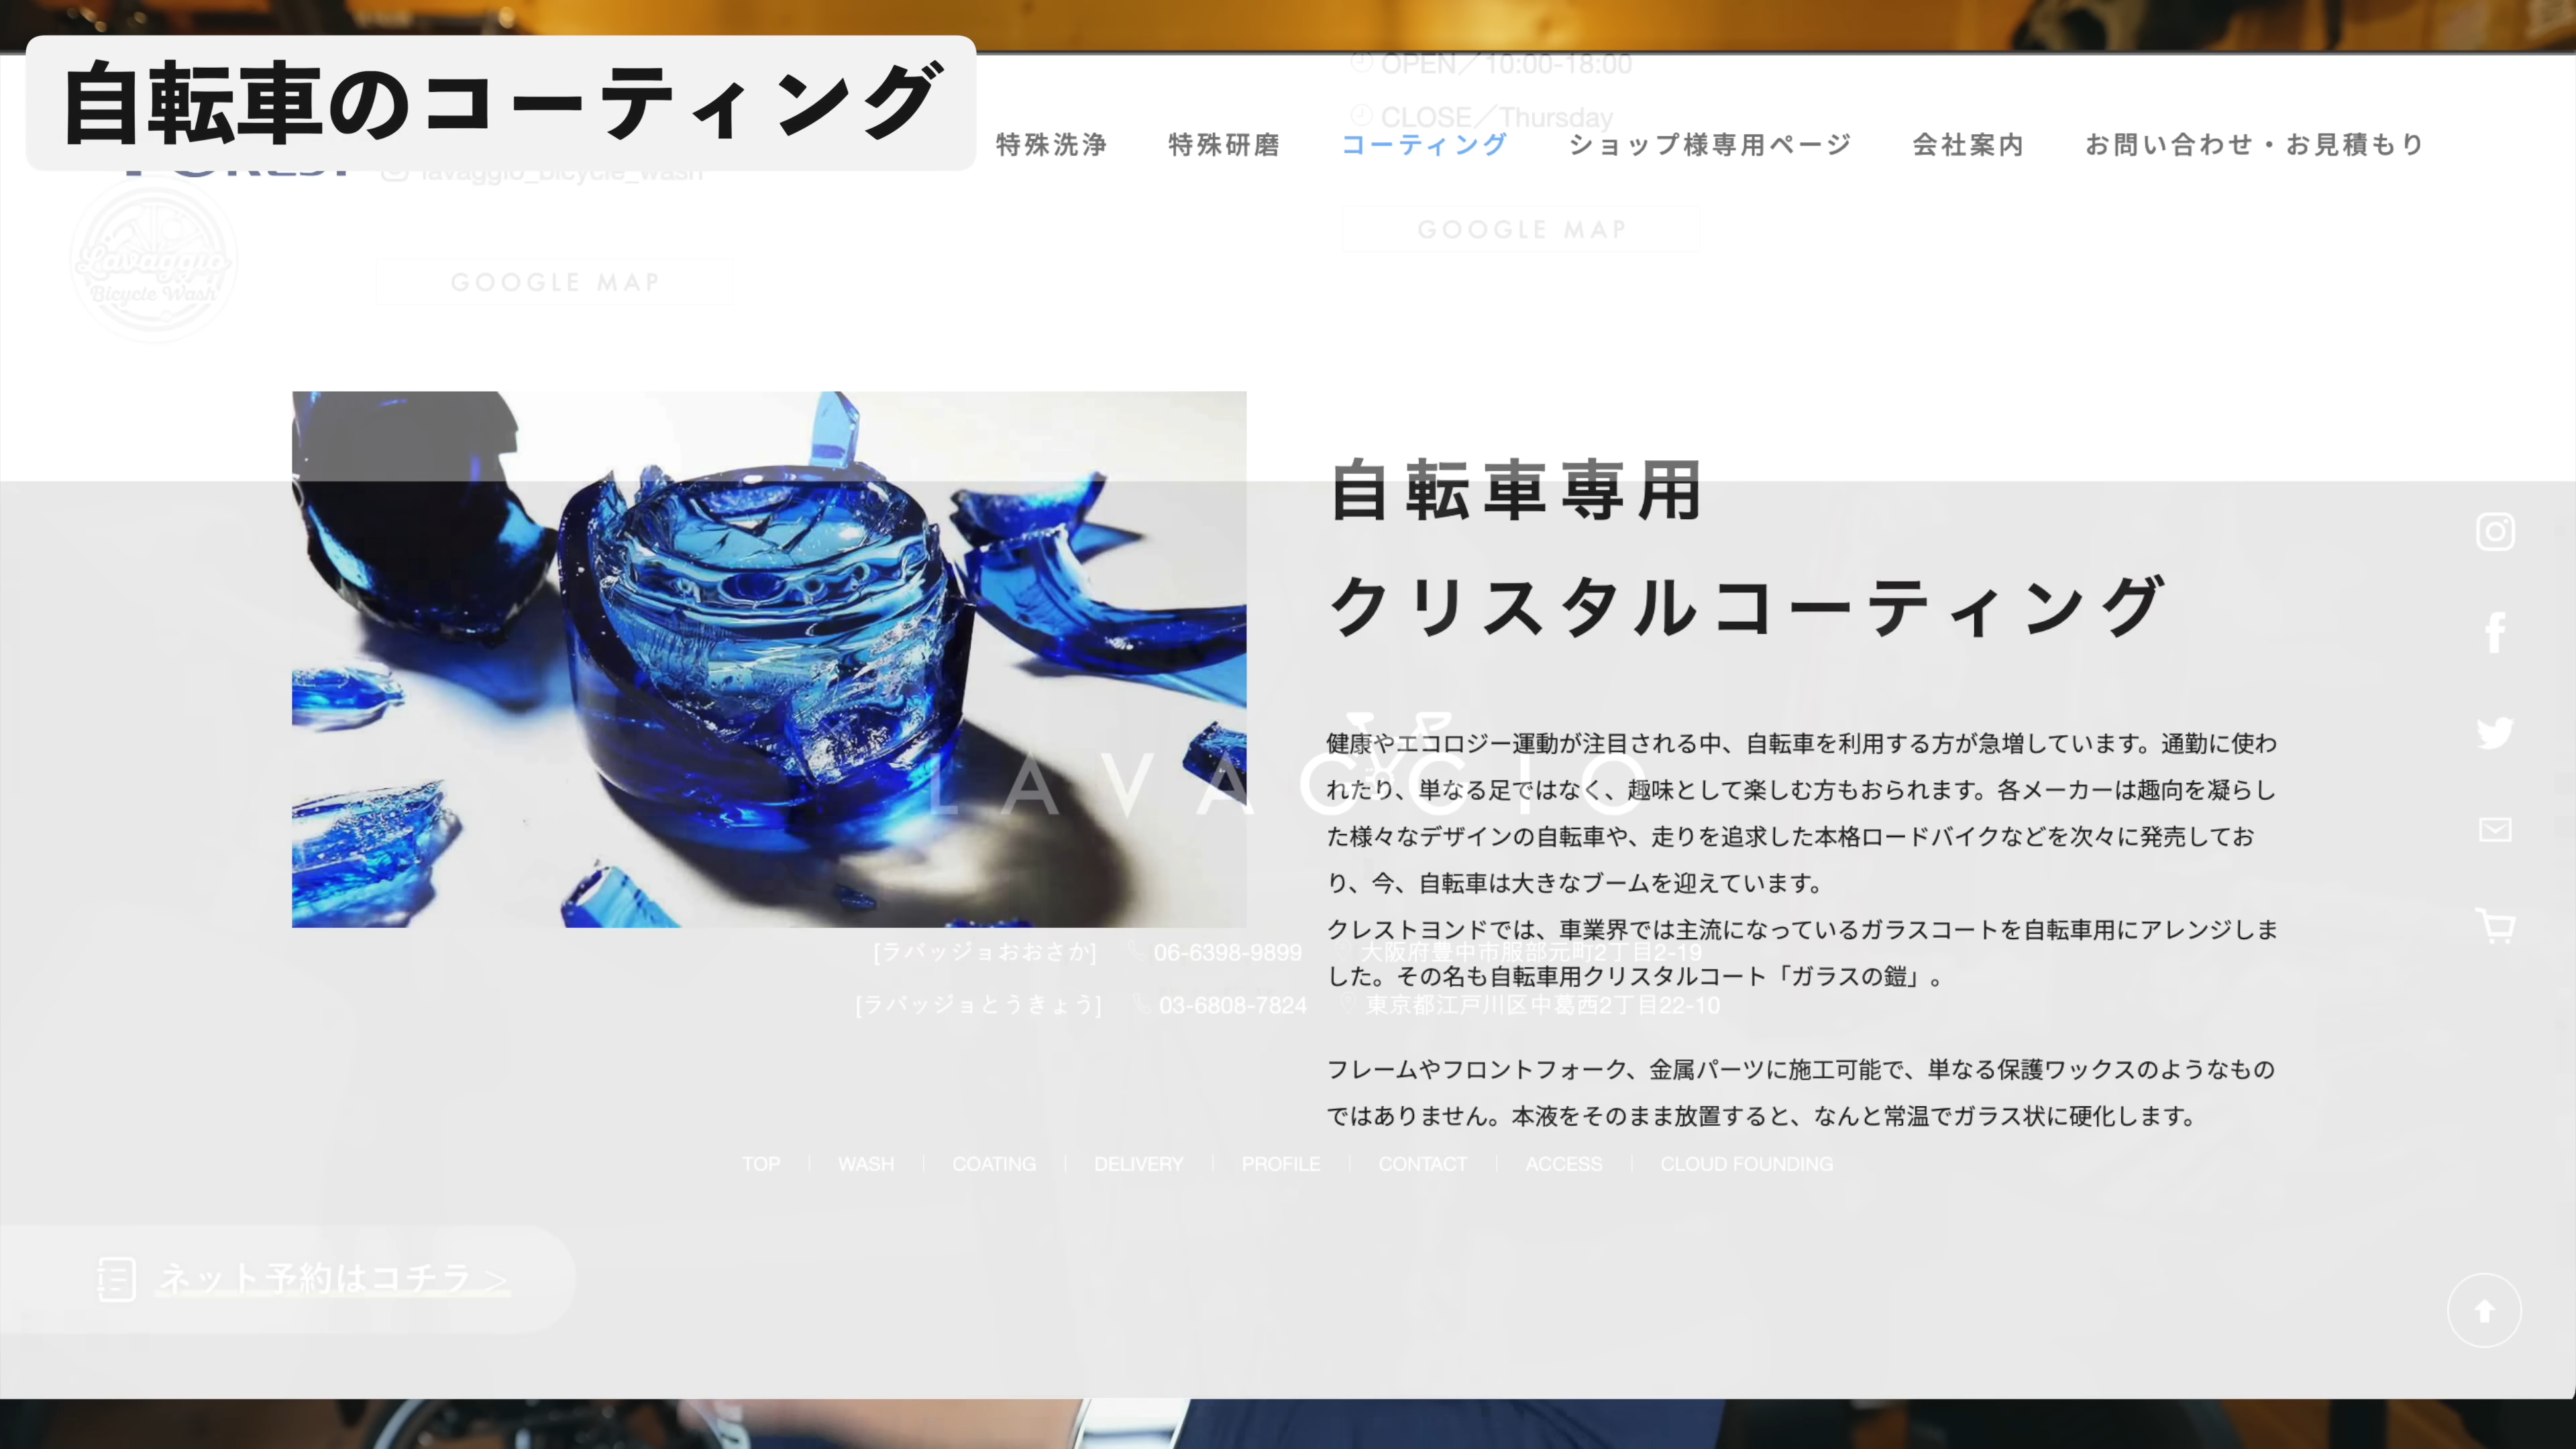 自転車のコーティング
OPEN／10:00-18:00
CLOSE／Thursday
特殊洗浄 特殊研磨 コーティング ショップ様専用ページ 会社案内 お問い合わせ・お見積もり
lavaggio_bicycle_wash
GOOGLE MAP
Lavaggio
Bicycle Wash
GOOGLE MAP
自転車専用
クリスタルコーティング
健康やエコロジー運動が注目される中、自転車を利用する方が急増しています。通勤に使わ
れたり、単なる足ではなく、趣味として楽しむ方もおられます。各メーカーは趣向を凝らし
た様々なデザインの自転車や、走りを追求した本格ロードバイクなどを次々に発売してお
り、今、自転車は大きなブームを迎えています。
クレストヨンドでは、車業界では主流になっているガラスコートを自転車用にアレンジしま
した。その名も自転車用クリスタルコート「ガラスの鎧」。
フレームやフロントフォーク、金属パーツに施工可能で、単なる保護ワックスのようなもの
ではありません。本液をそのまま放置すると、なんと常温でガラス状に硬化します。
LAVAGGIO
[ラバッジョおおさか] 06-6398-9899 大阪府豊中市服部元町2丁目2-19
[ラバッジョとうきょう] 03-6808-7824 東京都江戸川区中葛西2丁目22-10
TOP | WASH | COATING | DELIVERY | PROFILE | CONTACT | ACCESS | CLOUD FOUNDING
ネット予約はコチラ >